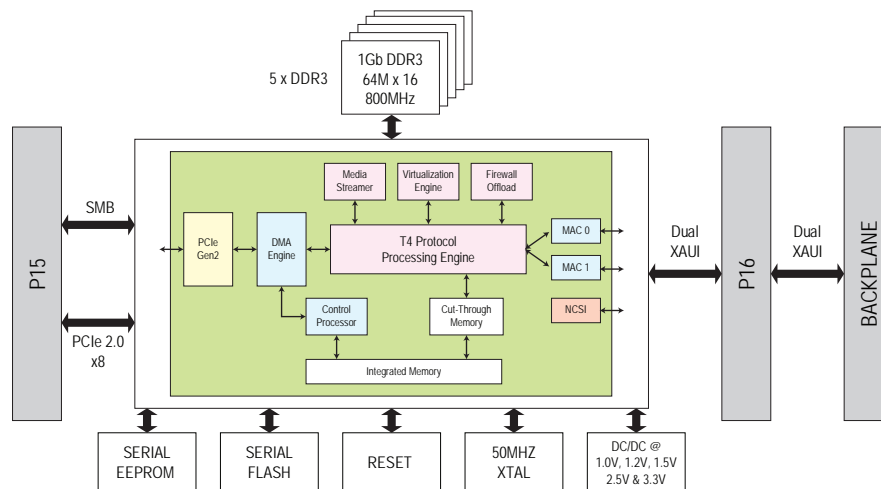 5 x DDR3
1Gb DDR3
64M x 16
800MHz
P15
SMB
PCIe 2.0
x8
Media
Streamer
Virtualization
Engine
Firewall
Offload
PCIe
Gen2
DMA
Engine
T4 Protocol
Processing Engine
MAC 0
MAC 1
NCSI
Control
Processor
Cut-Through
Memory
Integrated Memory
Dual
XAUI
P16
Dual
XAUI
BACKPLANE
SERIAL
EEPROM
SERIAL
FLASH
RESET
50MHZ
XTAL
DC/DC @
1.0V, 1.2V, 1.5V
2.5V & 3.3V